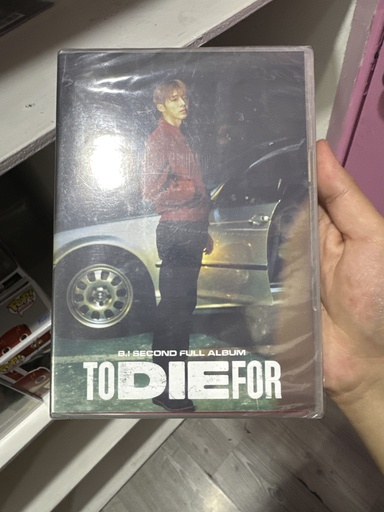 B.I SECOND FULL ALBUM
TO DIE FOR